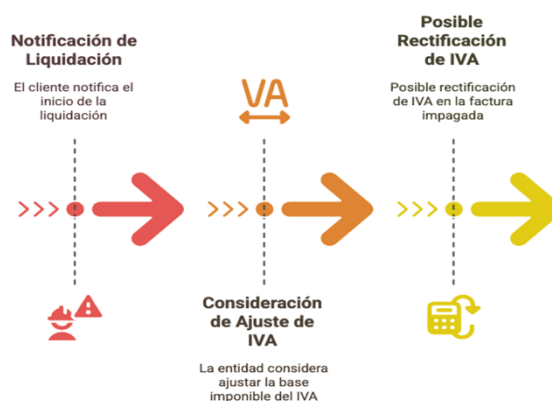 Notificación de
Liquidación
El cliente notifica el
inicio de la
liquidación
VA
Consideración
de Ajuste de
IVA
La entidad considera
ajustar la base
imponible del IVA
Posible
Rectificación
de IVA
Posible rectificación
de IVA en la factura
impagada